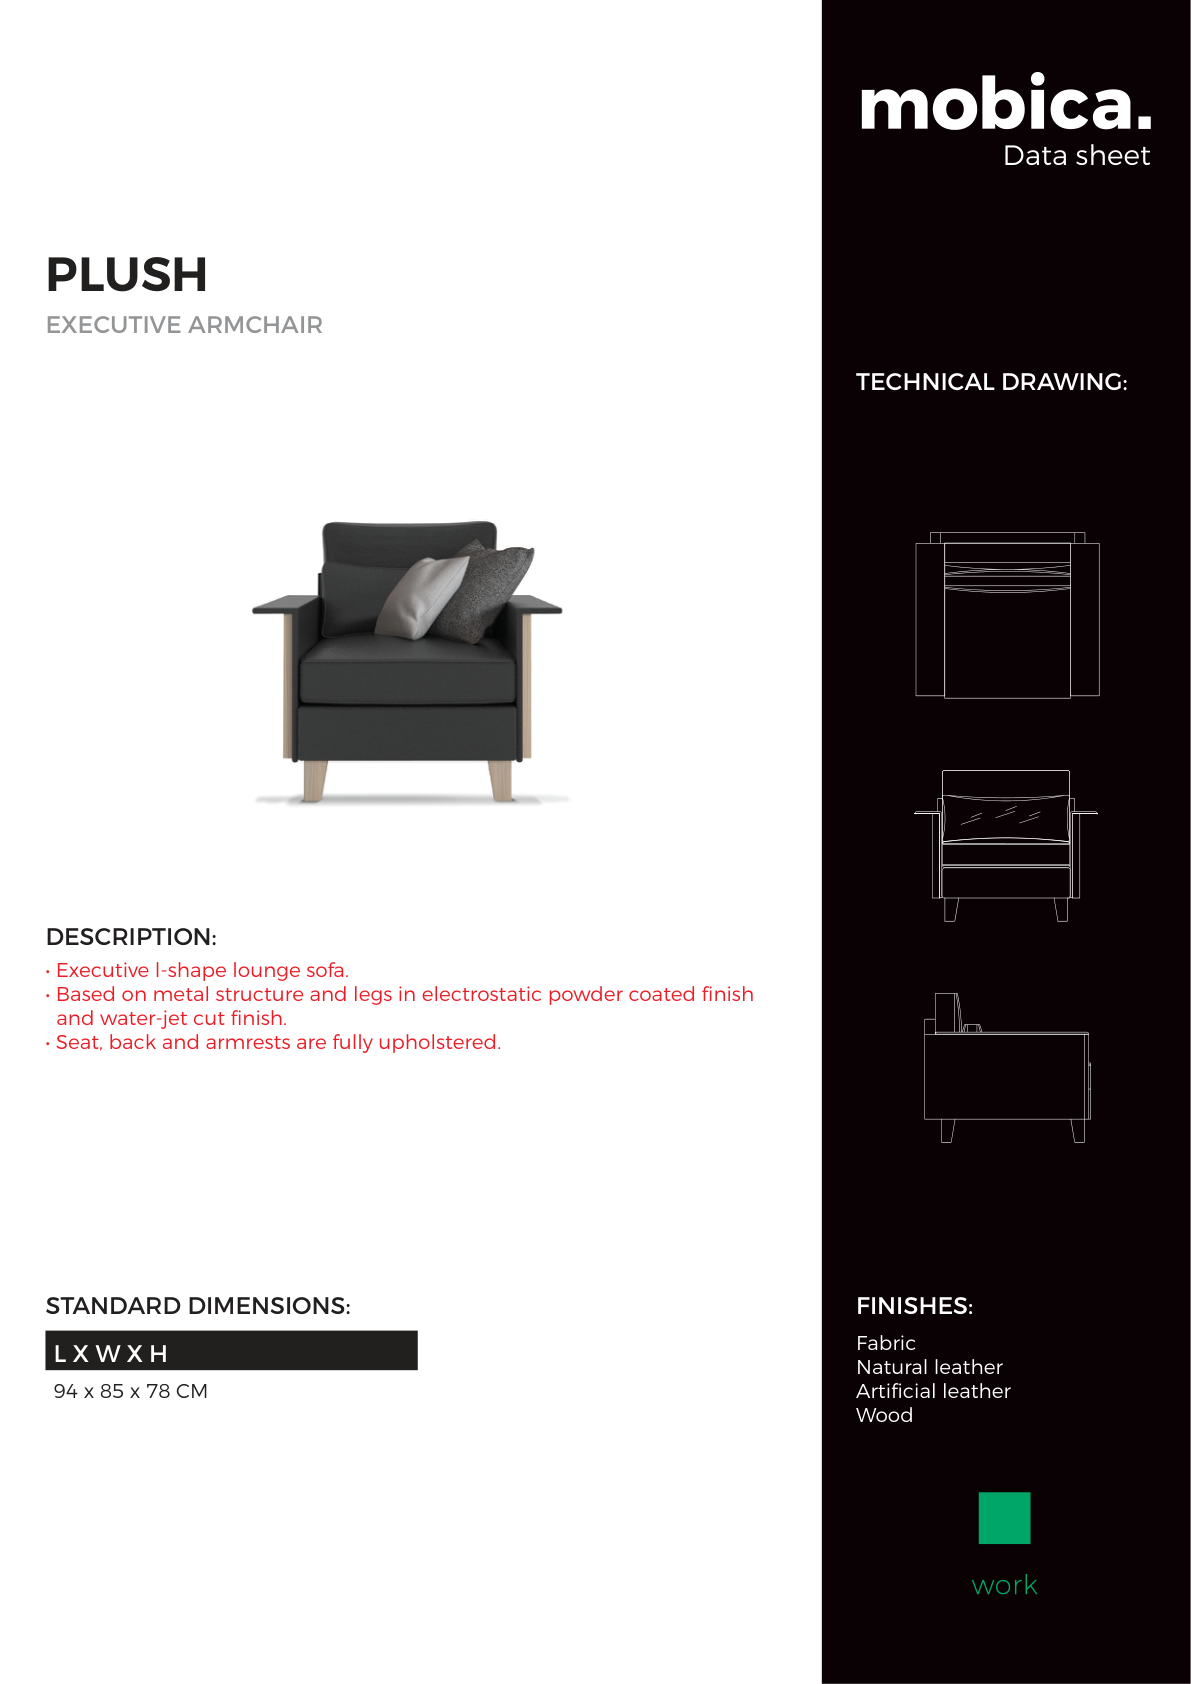 mobica.
Data sheet
PLUSH
EXECUTIVE ARMCHAIR
TECHNICAL DRAWING:
DESCRIPTION:
• Executive l-shape lounge sofa.
• Based on metal structure and legs in electrostatic powder coated finish
and water-jet cut finish.
• Seat, back and armrests are fully upholstered.
STANDARD DIMENSIONS:
L X W X H
94 x 85 x 78 CM
FINISHES:
Fabric
Natural leather
Artificial leather
Wood
work